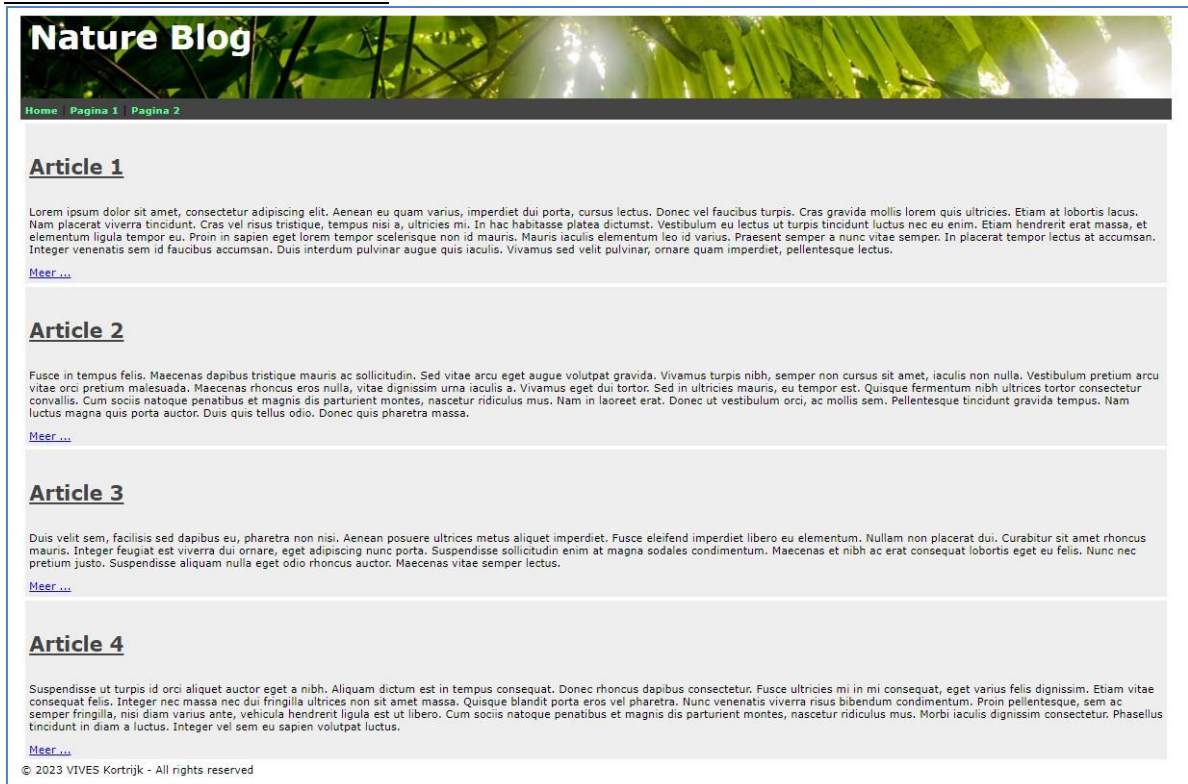 Nature Blog
Home | Pagina 1 | Pagina 2
Article 1
Lorem ipsum dolor sit amet, consectetur adipiscing elit. Aenean eu quam varius, imperdiet dui porta, cursus lectus. Donec vel faucibus turpis. Cras gravida mollis lorem quis ultricies. Etiam at lobortis lacus.
Nam placerat viverra tincidunt. Cras vel risus tristique, tempus nisi a, ultricies mi. In hac habitasse platea dictumst. Vestibulum eu lectus ut turpis tincidunt luctus nec eu enim. Etiam hendrerit erat massa, et
elementum ligula tempor eu. Proin in sapien eget lorem tempor scelerisque non id mauris. Mauris iaculis elementum leo id varius. Praesent semper a nunc vitae semper. In placerat tempor lectus at accumsan.
Integer venenatis sem id faucibus accumsan. Duis interdum pulvinar augue quis iaculis. Vivamus sed velit pulvinar, ornare quam imperdiet, pellentesque lectus.
Meer ...
Article 2
Fusce in tempus felis. Maecenas dapibus tristique mauris ac sollicitudin. Sed vitae arcu eget augue volutpat gravida. Vivamus turpis nibh, semper non cursus sit amet, iaculis non nulla. Vestibulum pretium arcu
vitae orci pretium malesuada. Maecenas rhoncus eros nulla, vitae dignissim urna iaculis a. Vivamus eget dui tortor. Sed in ultricies mauris, eu tempor est. Quisque fermentum nibh ultrices tortor consectetur
convallis. Cum sociis natoque penatibus et magnis dis parturient montes, nascetur ridiculus mus. Nam in laoreet erat. Donec ut vestibulum orci, ac mollis sem. Pellentesque tincidunt gravida tempus. Nam
luctus magna quis porta auctor. Duis quis tellus odio. Donec quis pharetra massa.
Meer ...
Article 3
Duis velit sem, facilisis sed dapibus eu, pharetra non nisi. Aenean posuere ultrices metus aliquet imperdiet. Fusce eleifend imperdiet libero eu elementum. Nullam non placerat dui. Curabitur sit amet rhoncus
mauris. Integer feugiat est viverra dui ornare, eget adipiscing nunc porta. Suspendisse sollicitudin enim at magna sodales condimentum. Maecenas et nibh ac erat consequat lobortis eget eu felis. Nunc nec
pretium justo. Suspendisse aliquam nulla eget odio rhoncus auctor. Maecenas vitae semper lectus.
Meer ...
Article 4
Suspendisse ut turpis id orci aliquet auctor eget a nibh. Aliquam dictum est in tempus consequat. Donec rhoncus dapibus consectetur. Fusce ultricies mi in mi consequat, eget varius felis dignissim. Etiam vitae
consequat felis. Integer nec massa nec dui fringilla ultrices non sit amet massa. Quisque blandit porta eros vel pharetra. Nunc venenatis viverra risus bibendum condimentum. Proin pellentesque, sem ac
semper fringilla, nisi diam varius ante, vehicula hendrerit ligula est ut libero. Cum sociis natoque penatibus et magnis dis parturient montes, nascetur ridiculus mus. Morbi iaculis dignissim consectetur. Phasellus
tincidunt in diam a luctus. Integer vel sem eu sapien volutpat luctus.
Meer ...
© 2023 VIVES Kortrijk - All rights reserved